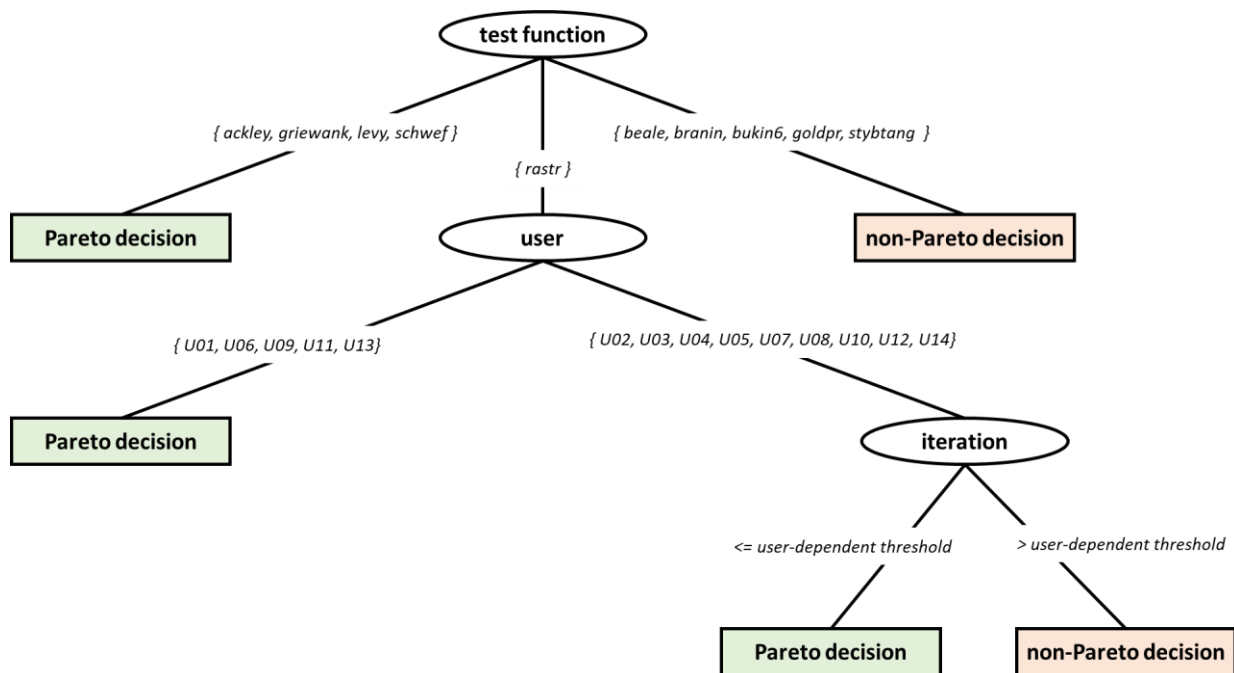 test function
{ ackley, griewank, levy, schwef }
{ beale, branin, bukin6, goldpr, stybtang  }
{ rastr }
Pareto decision
user
non-Pareto decision
{ U01, U06, U09, U11, U13}
{ U02, U03, U04, U05, U07, U08, U10, U12, U14}
Pareto decision
iteration
<= user-dependent threshold
> user-dependent threshold
Pareto decision
non-Pareto decision